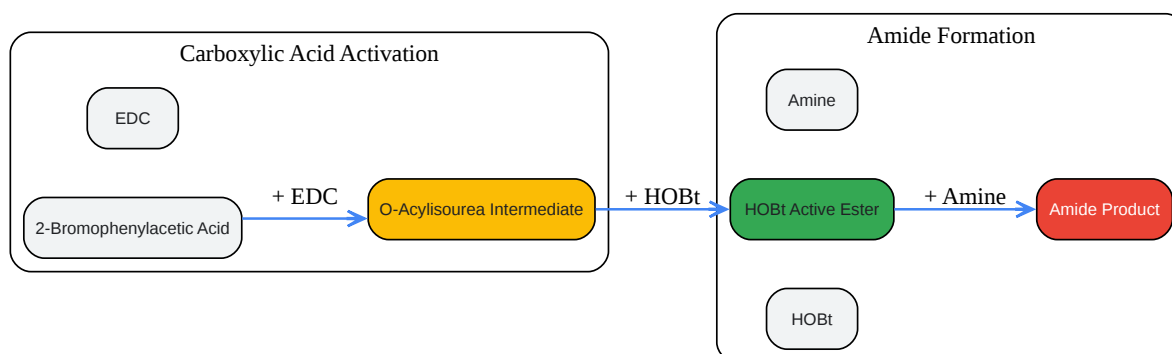 Carboxylic Acid Activation
EDC
2-Bromophenylacetic Acid
+ EDC
O-Acylisourea Intermediate
+ HOBt
Amide Formation
Amine
HOBt Active Ester
+ Amine
Amide Product
HOBt